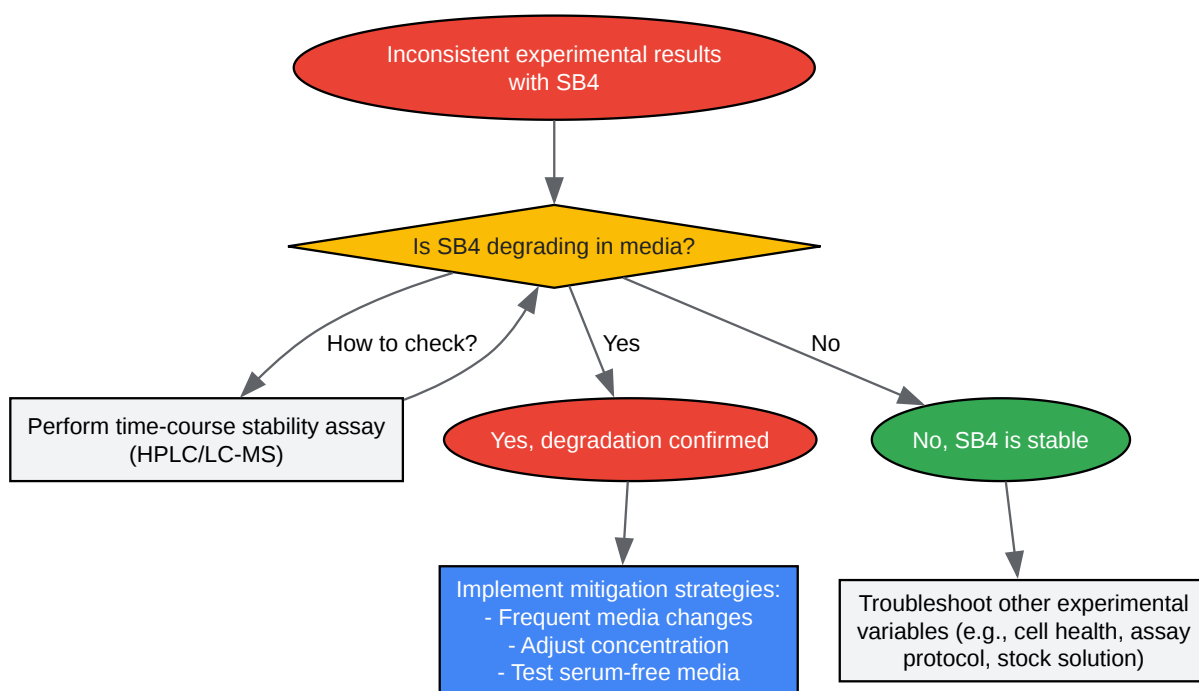 Inconsistent experimental results
with SB4
Is SB4 degrading in media?
How to check?
Yes
No
Perform time-course stability assay
(HPLC/LC-MS)
Yes, degradation confirmed
No, SB4 is stable
Implement mitigation strategies:
- Frequent media changes
- Adjust concentration
- Test serum-free media
Troubleshoot other experimental
variables (e.g., cell health, assay
protocol, stock solution)